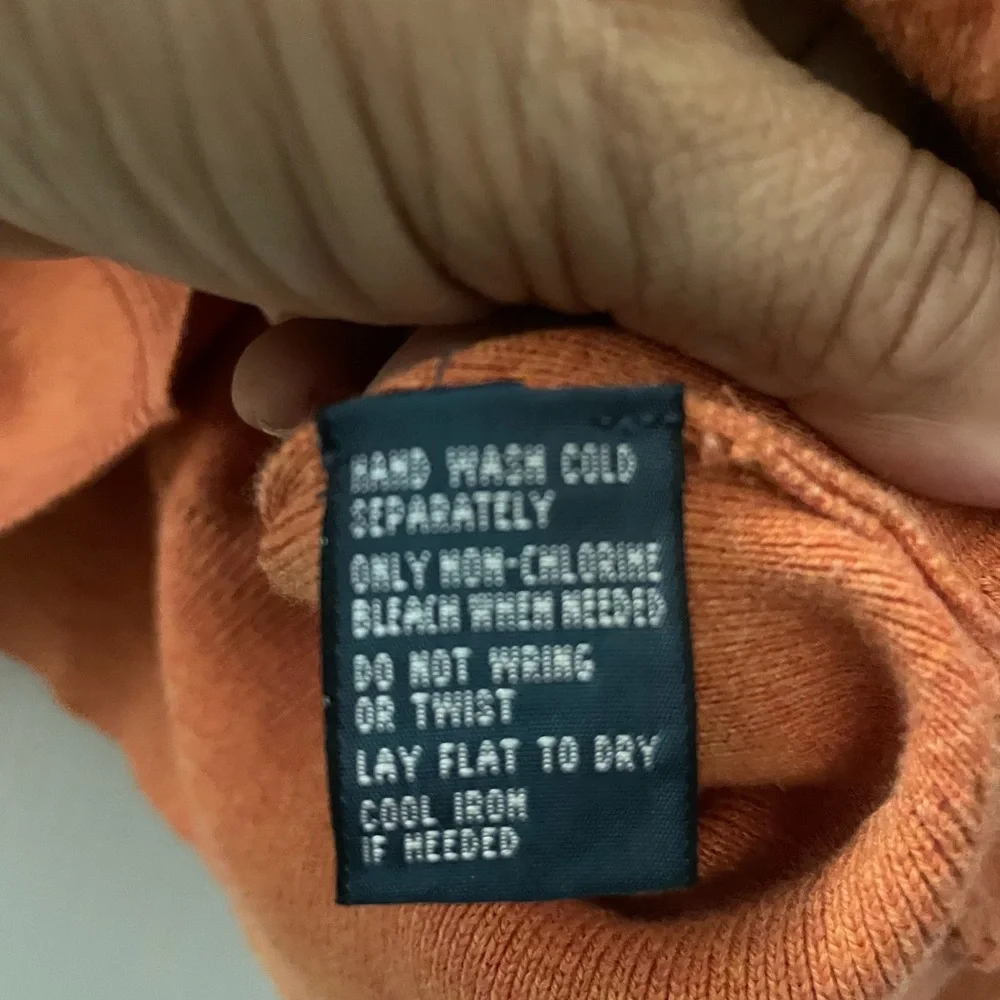 HAND WASH COLD
SEPARATELY
ONLY NON-CHLORINE
BLEACH WHEN NEEDED
DO NOT WRING
OR TWIST
LAY FLAT TO DRY
COOL IRON
IF NEEDED